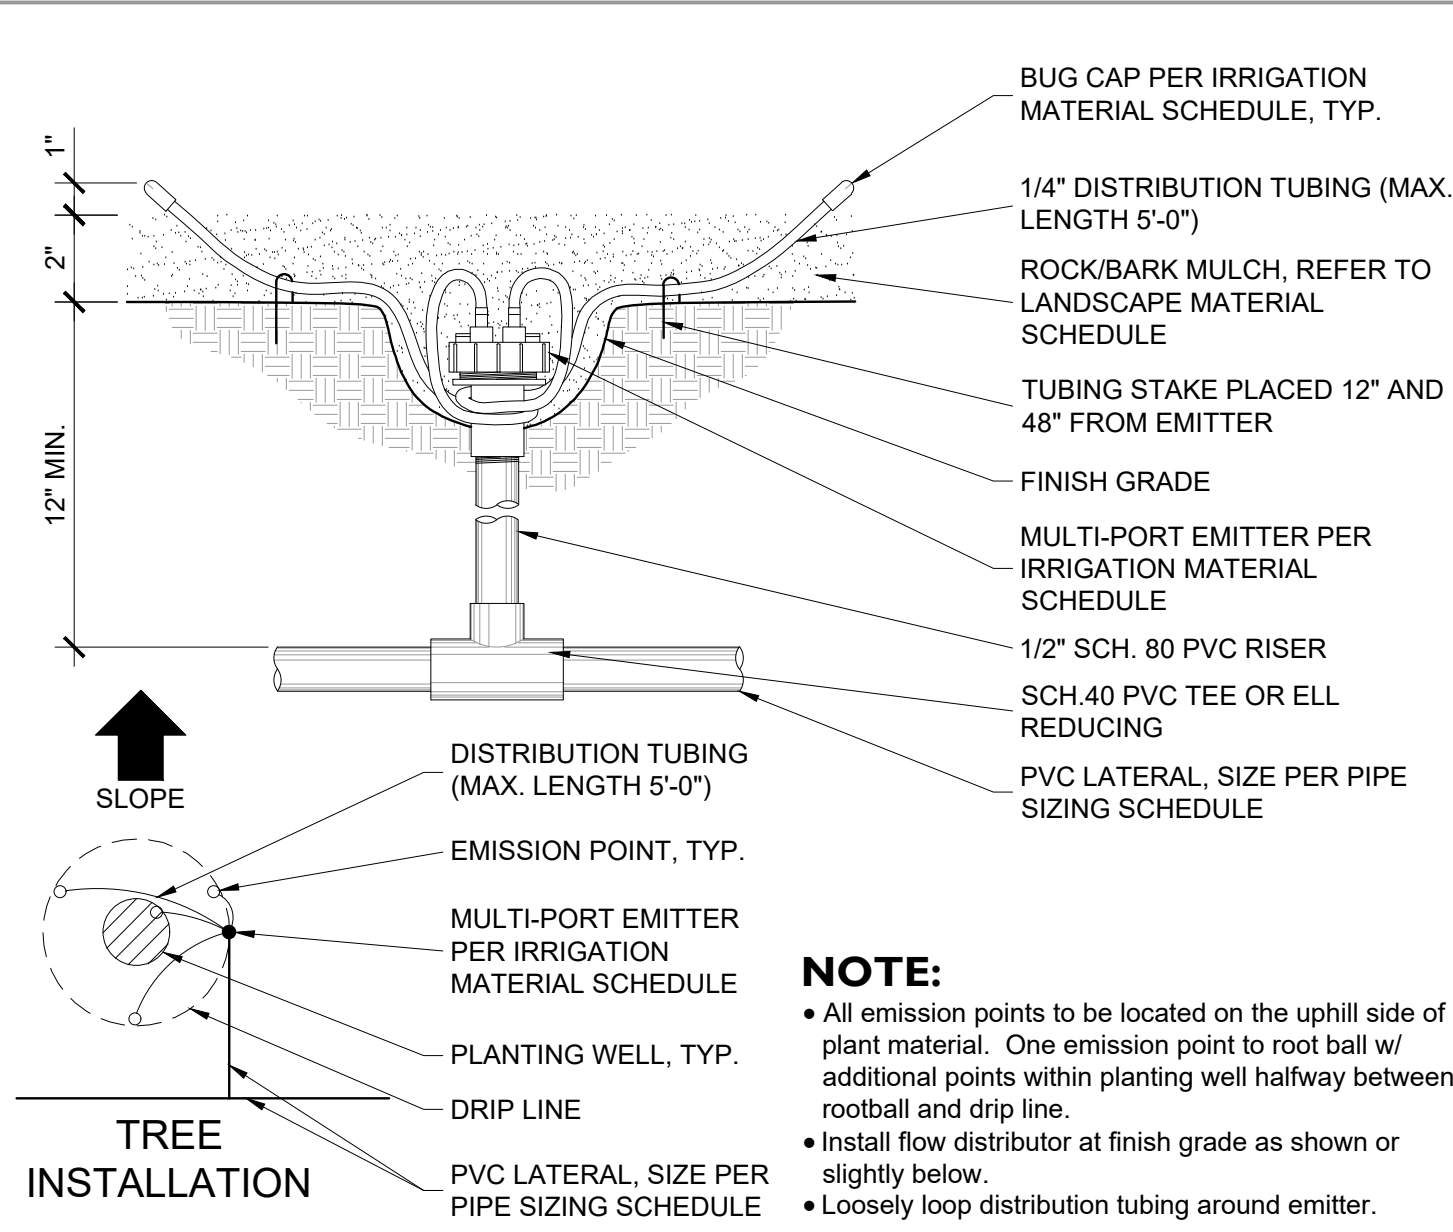 BUG CAP PER IRRIGATION
MATERIAL SCHEDULE, TYP.
1/4" DISTRIBUTION TUBING (MAX.
LENGTH 5'-0")
ROCK/BARK MULCH, REFER TO
LANDSCAPE MATERIAL
SCHEDULE
TUBING STAKE PLACED 12" AND
48" FROM EMITTER
FINISH GRADE
MULTI-PORT EMITTER PER
IRRIGATION MATERIAL
SCHEDULE
1/2" SCH. 80 PVC RISER
SCH.40 PVC TEE OR ELL
REDUCING
PVC LATERAL, SIZE PER PIPE
SIZING SCHEDULE
1"
2"
12" MIN.
SLOPE
DISTRIBUTION TUBING
(MAX. LENGTH 5'-0")
EMISSION POINT, TYP.
MULTI-PORT EMITTER
PER IRRIGATION
MATERIAL SCHEDULE
PLANTING WELL, TYP.
DRIP LINE
PVC LATERAL, SIZE PER
PIPE SIZING SCHEDULE
TREE
INSTALLATION
NOTE:
• All emission points to be located on the uphill side of
plant material. One emission point to root ball w/
additional points within planting well halfway between
rootball and drip line.
• Install flow distributor at finish grade as shown or
slightly below.
• Loosely loop distribution tubing around emitter.